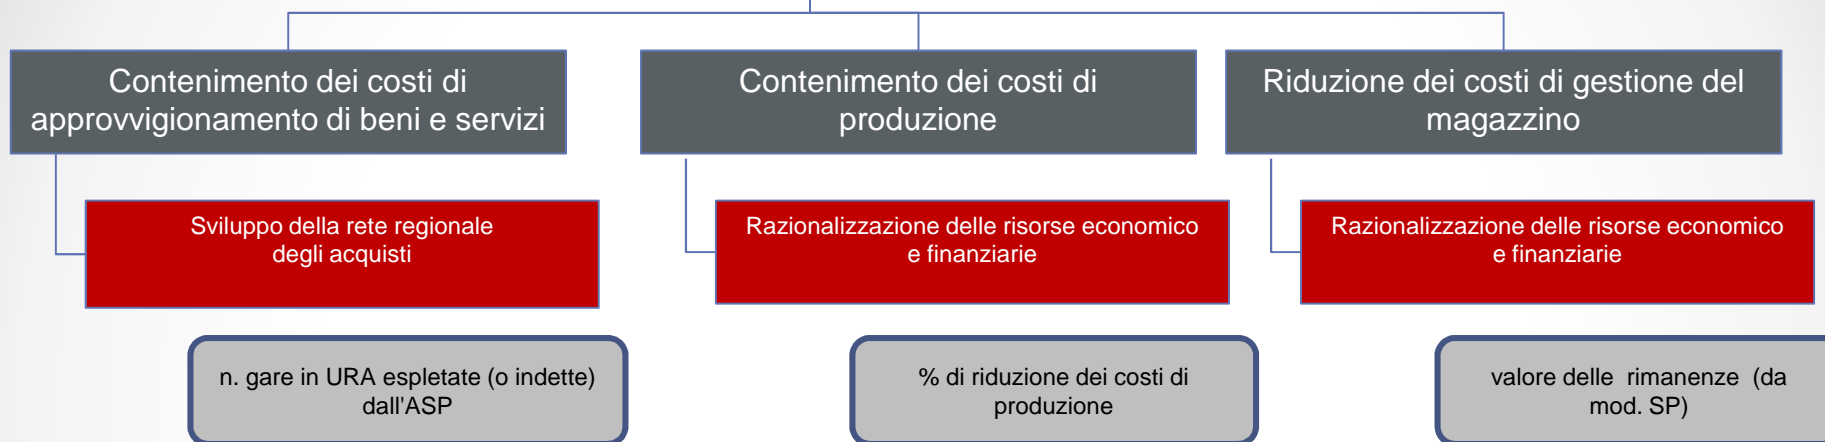 Contenimento dei costi di
approvvigionamento di beni e servizi
Contenimento dei costi di
produzione
Riduzione dei costi di gestione del
magazzino
Sviluppo della rete regionale
degli acquisti
Razionalizzazione delle risorse economico
e finanziarie
Razionalizzazione delle risorse economico
e finanziarie
n. gare in URA espletate (o indette)
dall'ASP
% di riduzione dei costi di
produzione
valore delle rimanenze (da
mod. SP)